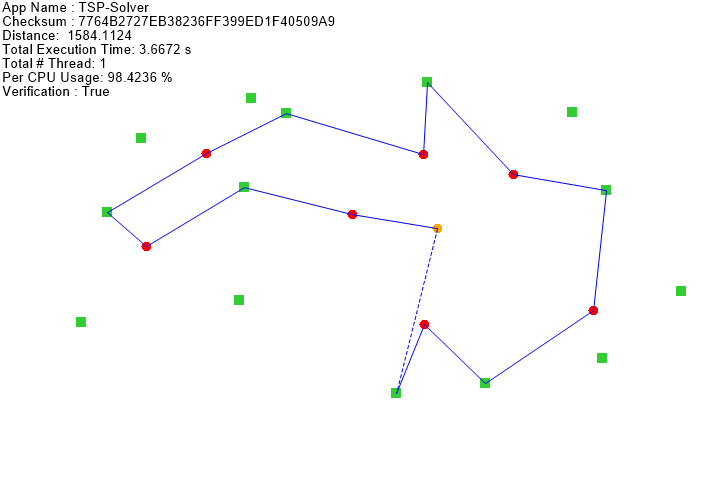 App Name : TSP-Solver
Checksum : 7764B2727EB38236FF399ED1F40509A9
Distance:  1584.1124
Total Execution Time: 3.6672 s
Total # Thread: 1
Per CPU Usage: 98.4236 %
Verification : True